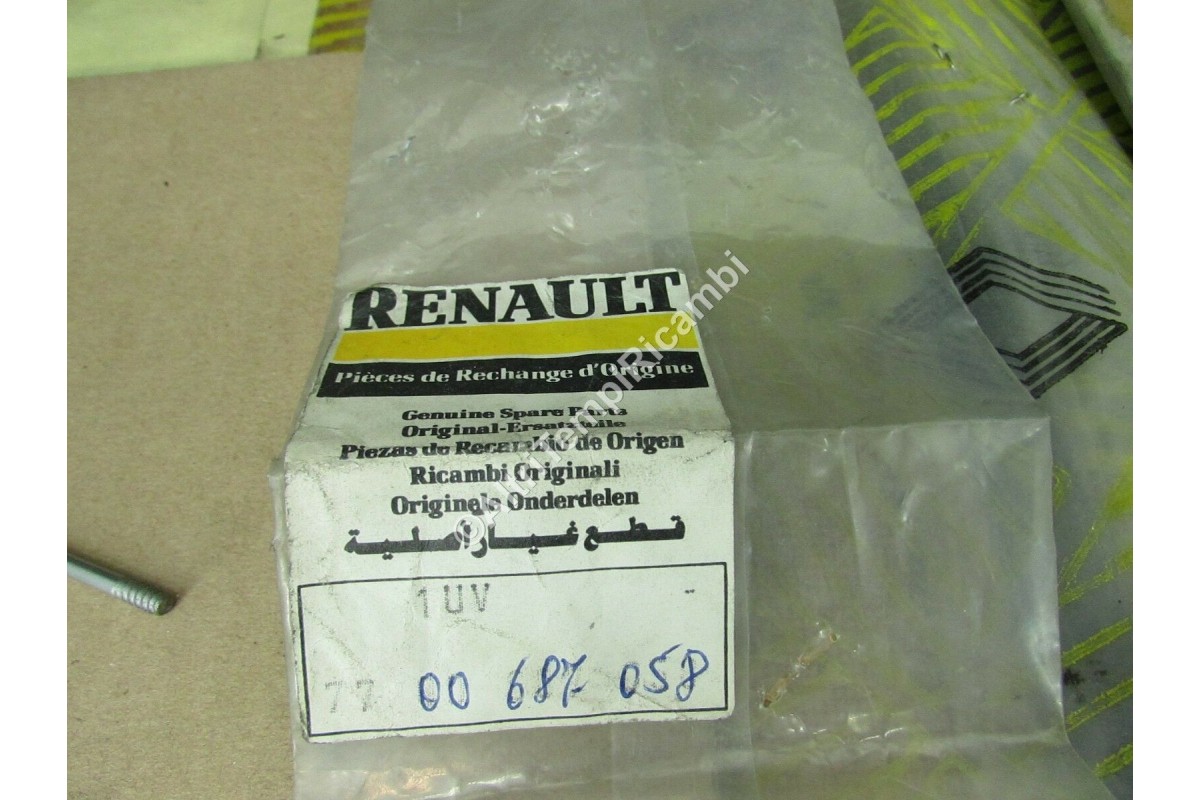 RENAULT
Pièces de Rechange d'Origine
Genuine Spare Parts
Original-Ersatzteile
Piezas de Recambio de Origen
Ricambi Originali
Originele Onderdelen
قطع غيار أصلية
1UV -
77 00 687 058
©AltriTempiRicambi